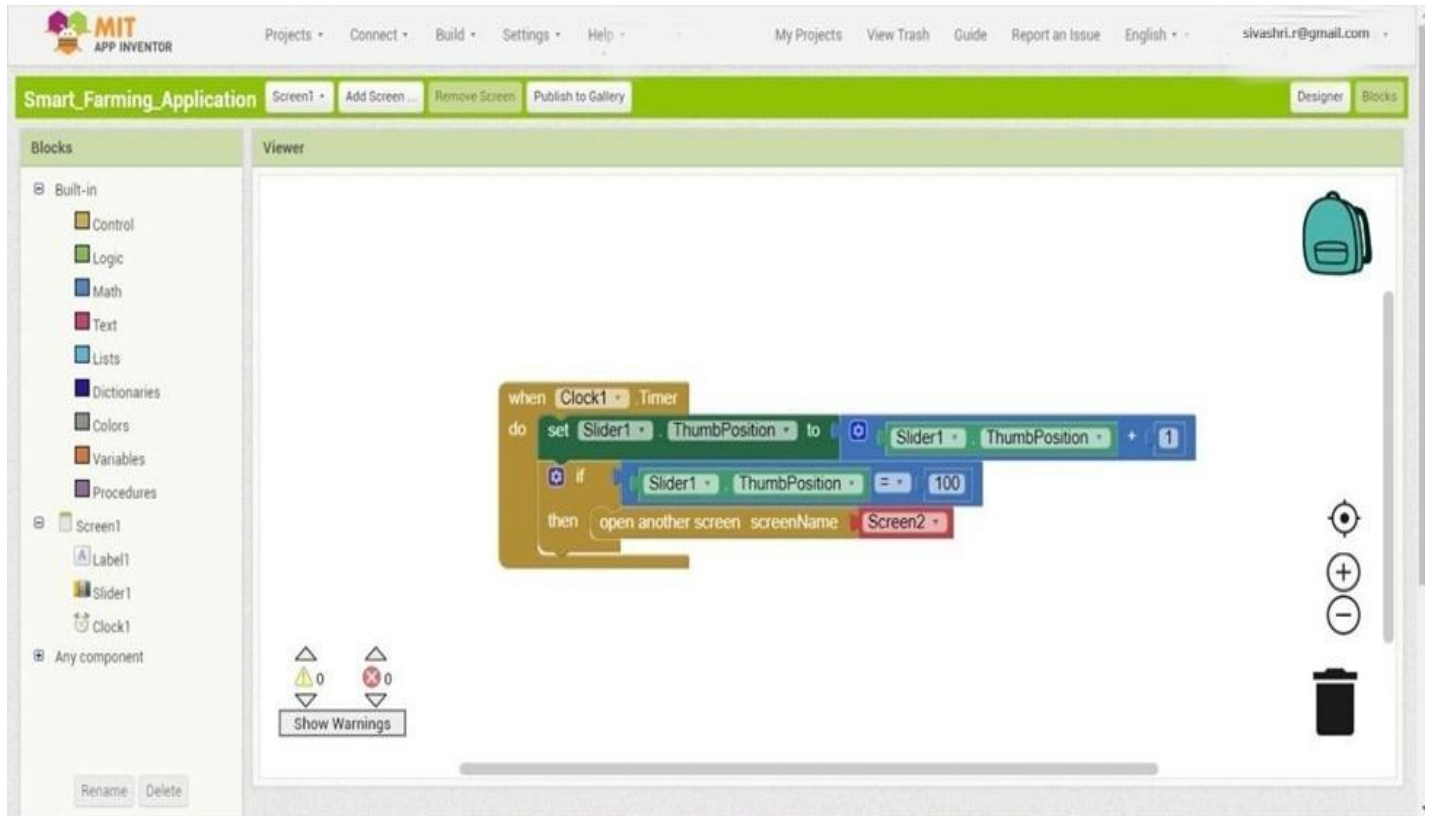 MIT
APP INVENTOR
Projects Connect Build Settings Help My Projects View Trash Guide Report an Issue English sivashri.r@gmail.com
Smart_Farming_Application Screen1 Add Screen ... Remove Screen Publish to Gallery Designer Blocks
Blocks Viewer
Built-in
Control
Logic
Math
Text
Lists
Dictionaries
Colors
Variables
Procedures
Screen1
Label1
Slider1
Clock1
Any component
Rename Delete
when Clock1 .Timer
do set Slider1 . ThumbPosition to Slider1 . ThumbPosition + 1
if Slider1 . ThumbPosition = 100
then open another screen screenName Screen2
0 0
Show Warnings